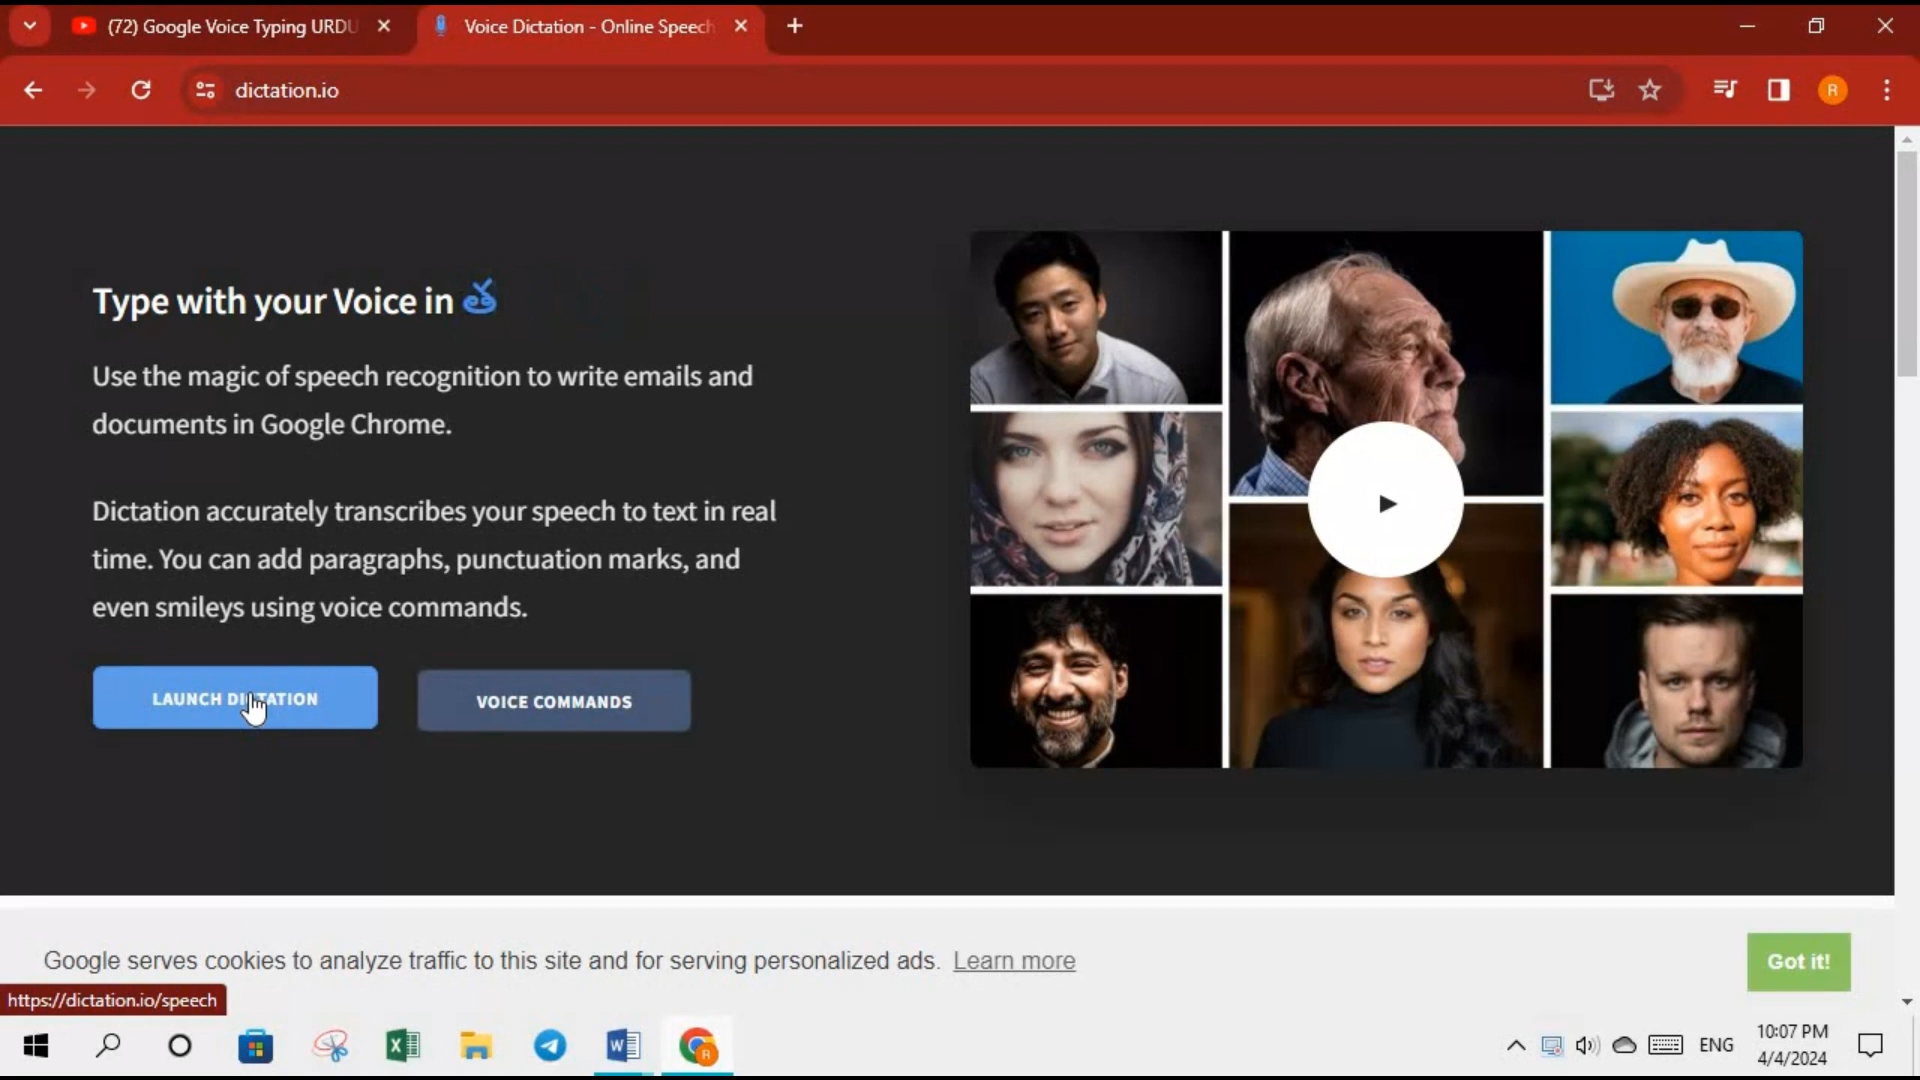 (72) Google Voice Typing URDU
Voice Dictation - Online Speech
dictation.io
R
Type with your Voice in
Use the magic of speech recognition to write emails and
documents in Google Chrome.
Dictation accurately transcribes your speech to text in real
time. You can add paragraphs, punctuation marks, and
even smileys using voice commands.
LAUNCH DICTATION
VOICE COMMANDS
Google serves cookies to analyze traffic to this site and for serving personalized ads. Learn more
Got it!
https://dictation.io/speech
ENG
10:07 PM
4/4/2024